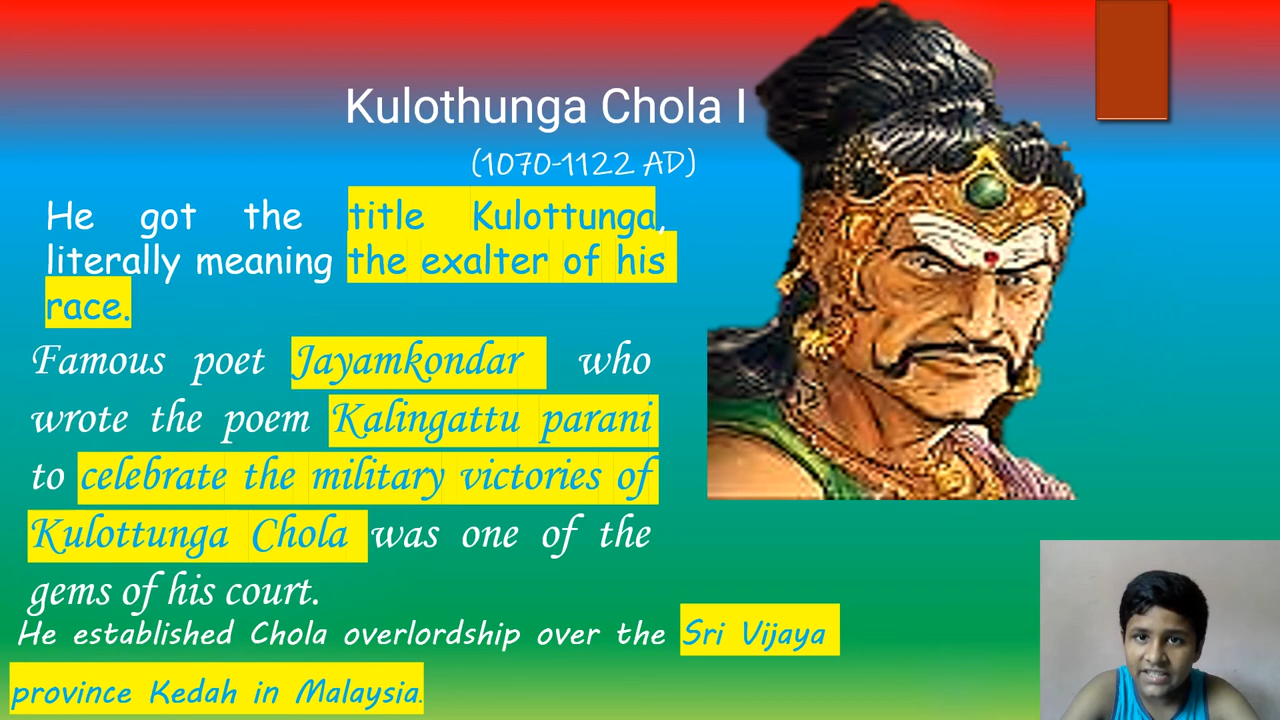 Kulothunga Chola I
(1070-1122 AD)
He got the title Kulottunga,
literally meaning the exalter of his
race.
Famous poet Jayamkondar who
wrote the poem Kalingattu parani
to celebrate the military victories of
Kulottunga Chola was one of the
gems of his court.
He established Chola overlordship over the Sri Vijaya
province Kedah in Malaysia.